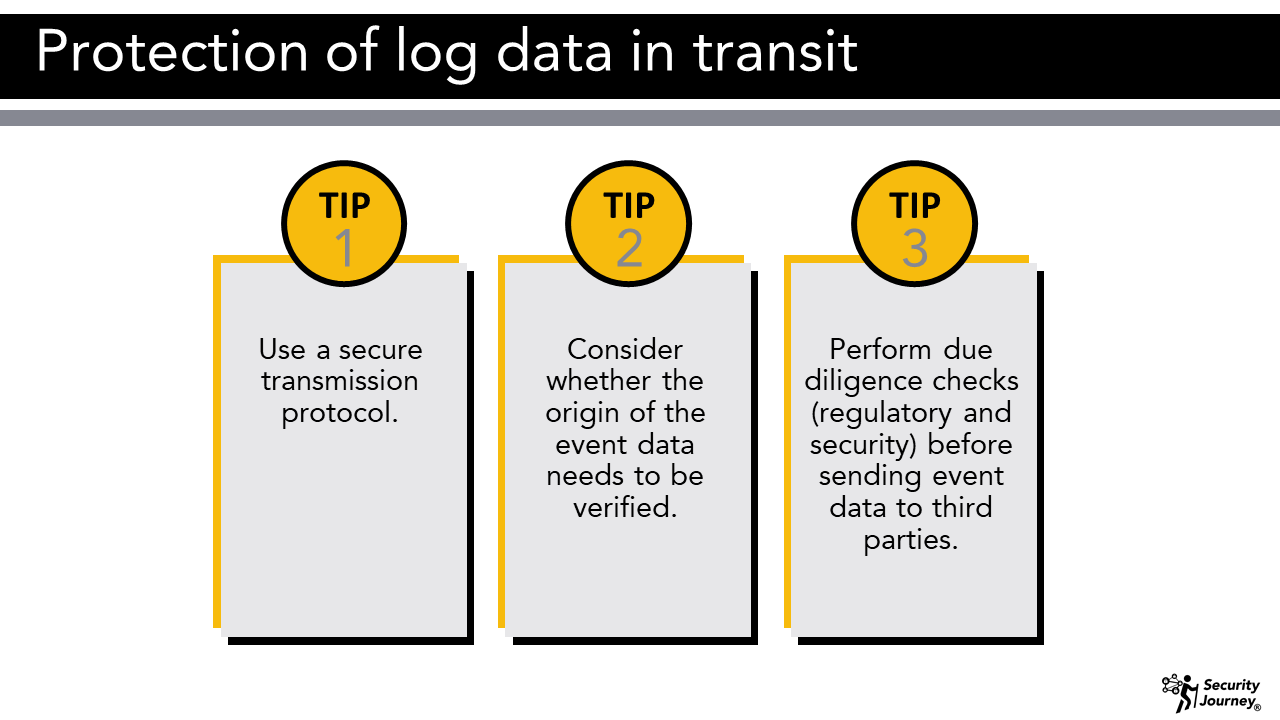 Protection of log data in transit
TIP
1
Use a secure
transmission
protocol.
TIP
2
Consider
whether the
origin of the
event data
needs to be
verified.
TIP
3
Perform due
diligence checks
(regulatory and
security) before
sending event
data to third
parties.
Security
Journey®